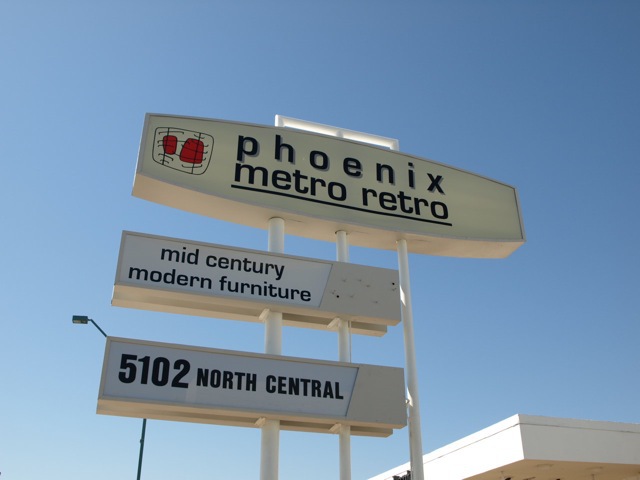 phoenix
metro retro
mid century
modern furniture
5102 NORTH CENTRAL